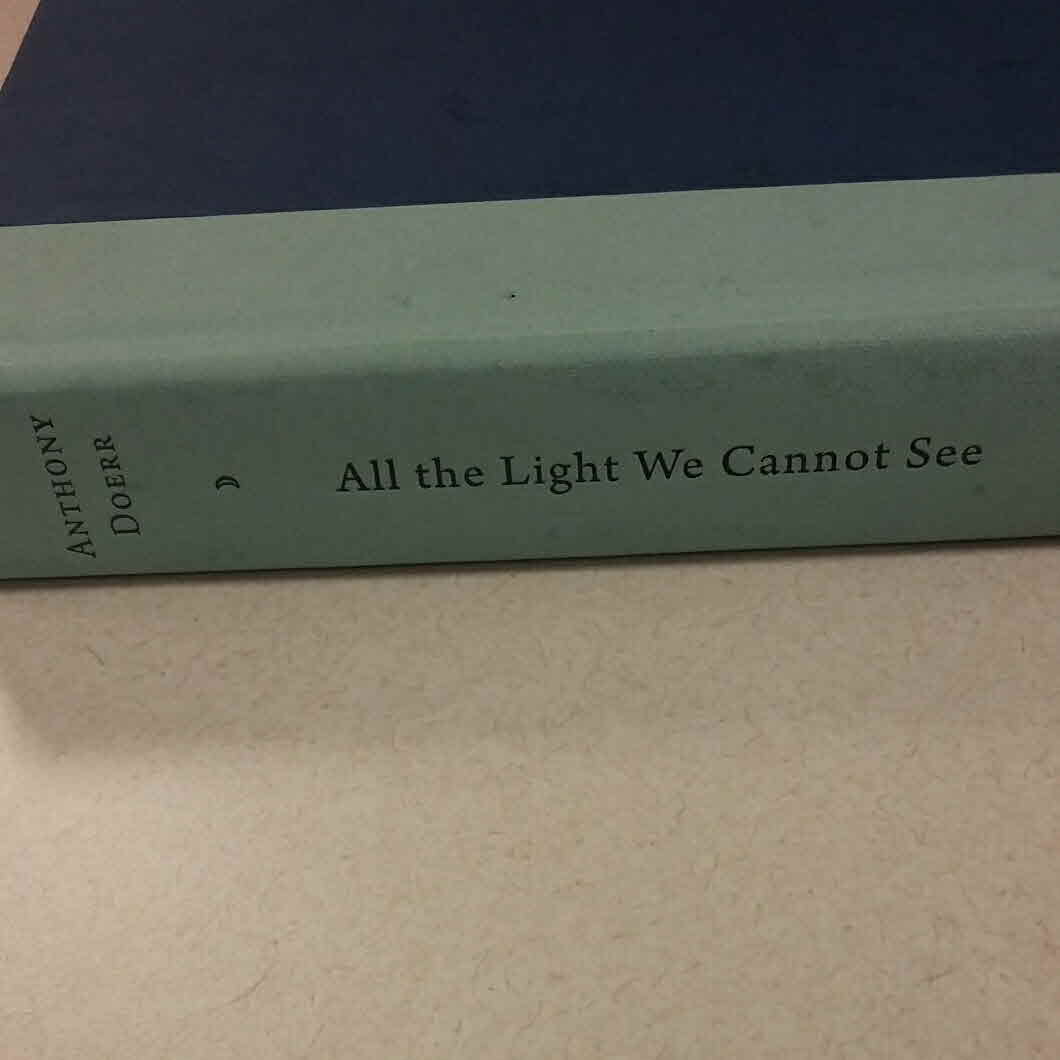 ANTHONY
DOERR
All the Light We Cannot See